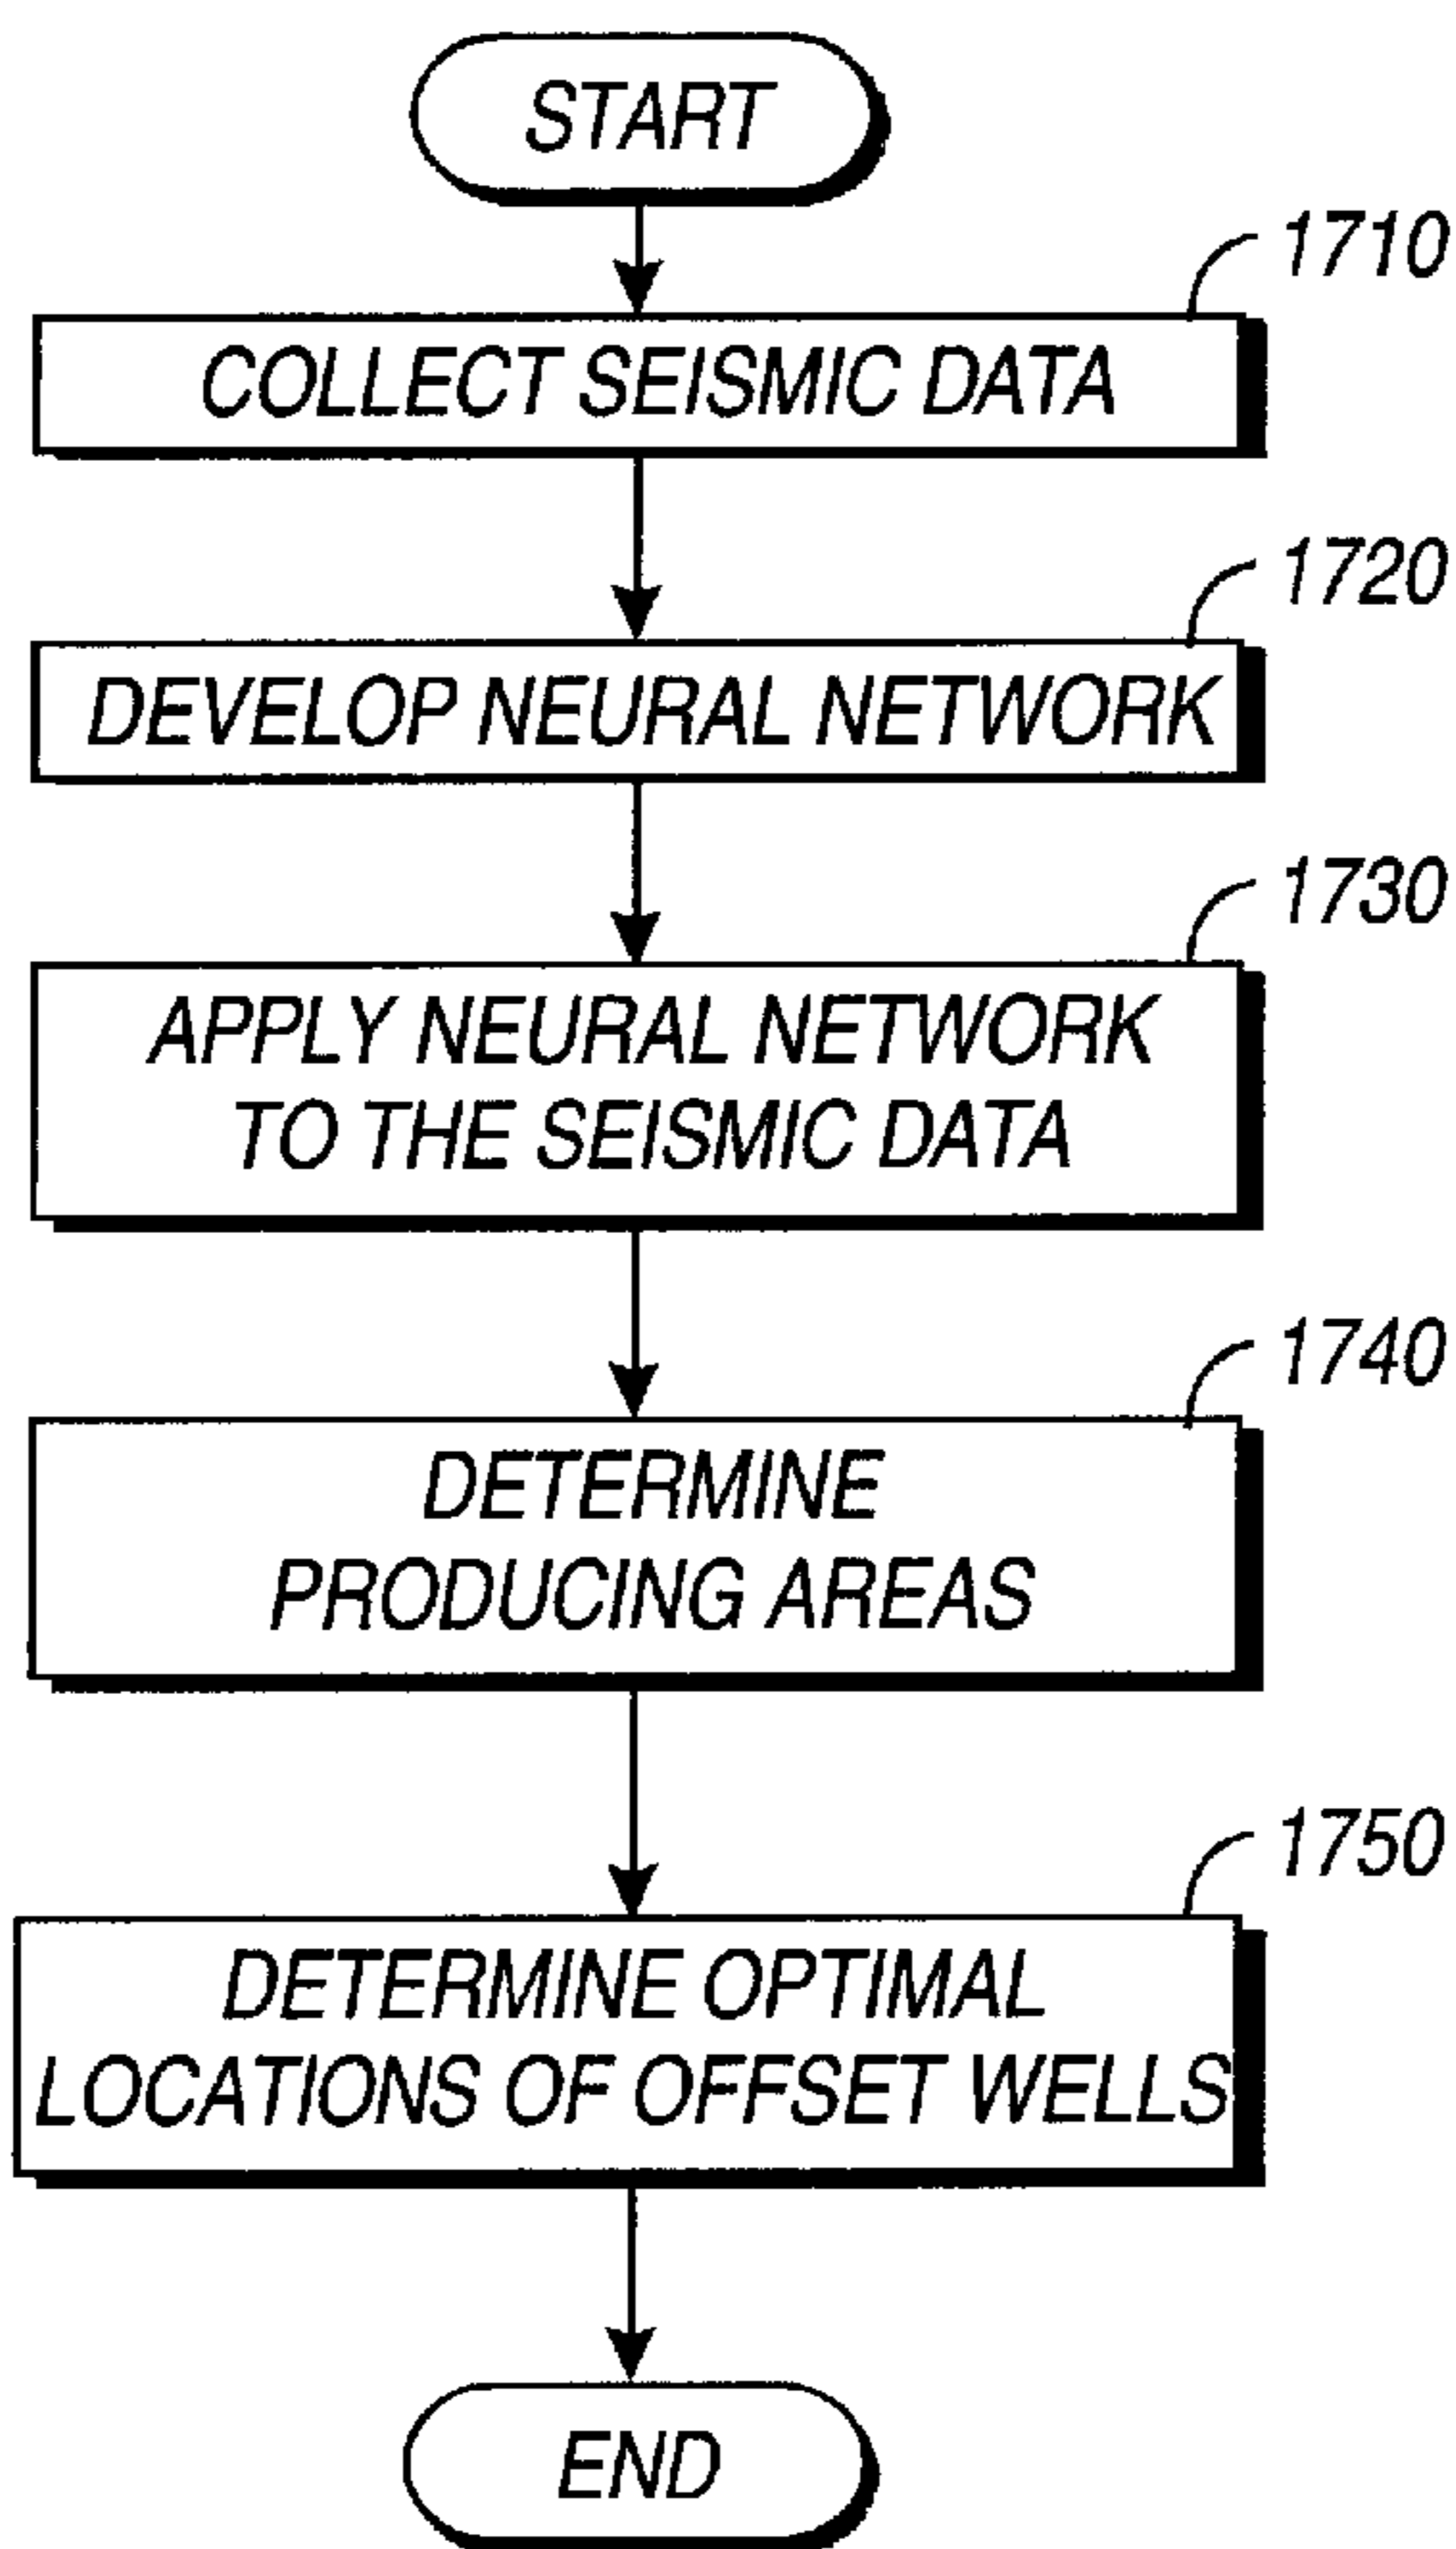 START
1710
COLLECT SEISMIC DATA
1720
DEVELOP NEURAL NETWORK
1730
APPLY NEURAL NETWORK
TO THE SEISMIC DATA
1740
DETERMINE
PRODUCING AREAS
1750
DETERMINE OPTIMAL
LOCATIONS OF OFFSET WELLS
END